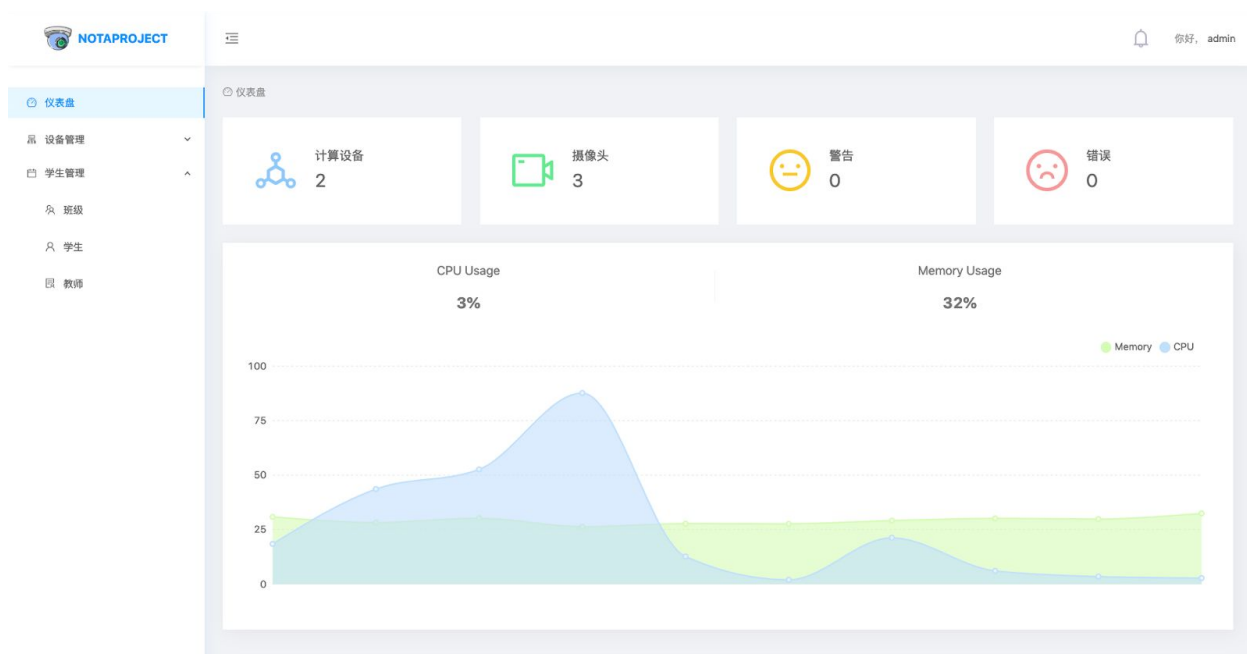 NOTAPROJECT
你好, admin
仪表盘
设备管理
学生管理
班级
学生
教师
仪表盘
计算设备
2
摄像头
3
警告
0
错误
0
CPU Usage
3%
Memory Usage
32%
Memory CPU
100
75
50
25
0